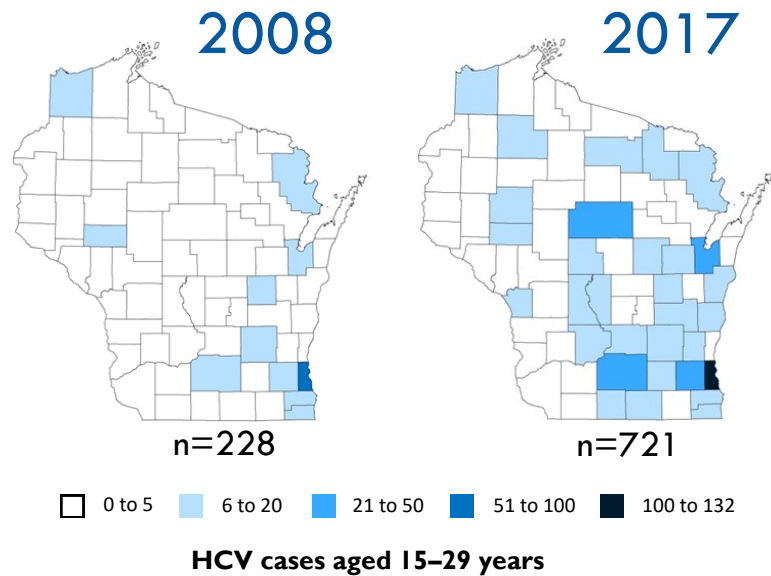 2008 2017
n=228 n=721
0 to 5 6 to 20 21 to 50 51 to 100 100 to 132
HCV cases aged 15–29 years